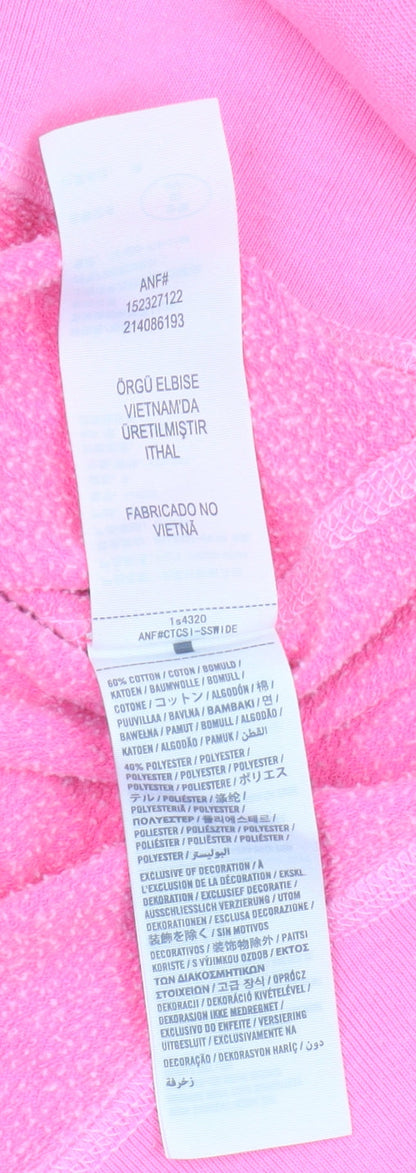 ANF#
152327122
214086193
ÖRGÜ ELBISE
VIETNAM'DA
ÜRETILMIŞTIR
ITHAL
FABRICADO NO
VIETNÃ
1s4320
ANF#CTCSI-SSWIDE
60% COTTON / COTON / BOMULD /
KATOEN / BAUMWOLLE / BOMULL /
COTONE / コットン / ALGODÓN / 棉 /
PUUVILLAA / BAVLNA / ΒΑΜΒΑΚΙ / 면 /
BAWEŁNA / PAMUT / BOMULL / ALGODÃO /
KATOEN / ALGODÃO / PAMUK / القطن
40% POLYESTER / POLYESTER /
POLYESTER / POLYESTER / POLYESTER /
POLYESTER / POLIESTERE / ポリエス
テル / POLIÉSTER / 涤纶 /
POLYESTERIÄ / POLYESTER /
ΠΟΛΥΕΣΤΕΡ / 폴리에스테르 /
POLIESTER / POLIÉSZTER / POLYESTER /
POLIÉSTER / POLIËSTER / POLIÉSTER /
POLYESTER / البوليستر
EXCLUSIVE OF DECORATION / À
L'EXCLUSION DE LA DÉCORATION / EKSKL.
DEKORATION / EXCLUSIEF DECORATIE /
AUSSCHLIESSLICH VERZIERUNG / UTOM
DEKORATIONEN / ESCLUSA DECORAZIONE /
装飾を除く / SIN MOTIVOS
DECORATIVOS / 装饰物除外 / PAITSI
KORISTE / S VÝJIMKOU OZDOB / ΕΚΤΟΣ
ΤΩΝ ΔΙΑΚΟΣΜΗΤΙΚΩΝ
ΣΤΟΙΧΕΙΩΝ / 고급 장식 / OPRÓCZ
DEKORACJI / DEKORÁCIÓ KIVÉTELÉVEL /
DEKORASJON IKKE MEDREGNET /
EXCLUSIVO DO ENFEITE / VERSIERING
UITGESLUIT / EXCLUSIVAMENTE NA
DECORAÇÃO / DEKORASYON HARİÇ / دون
زخرفة